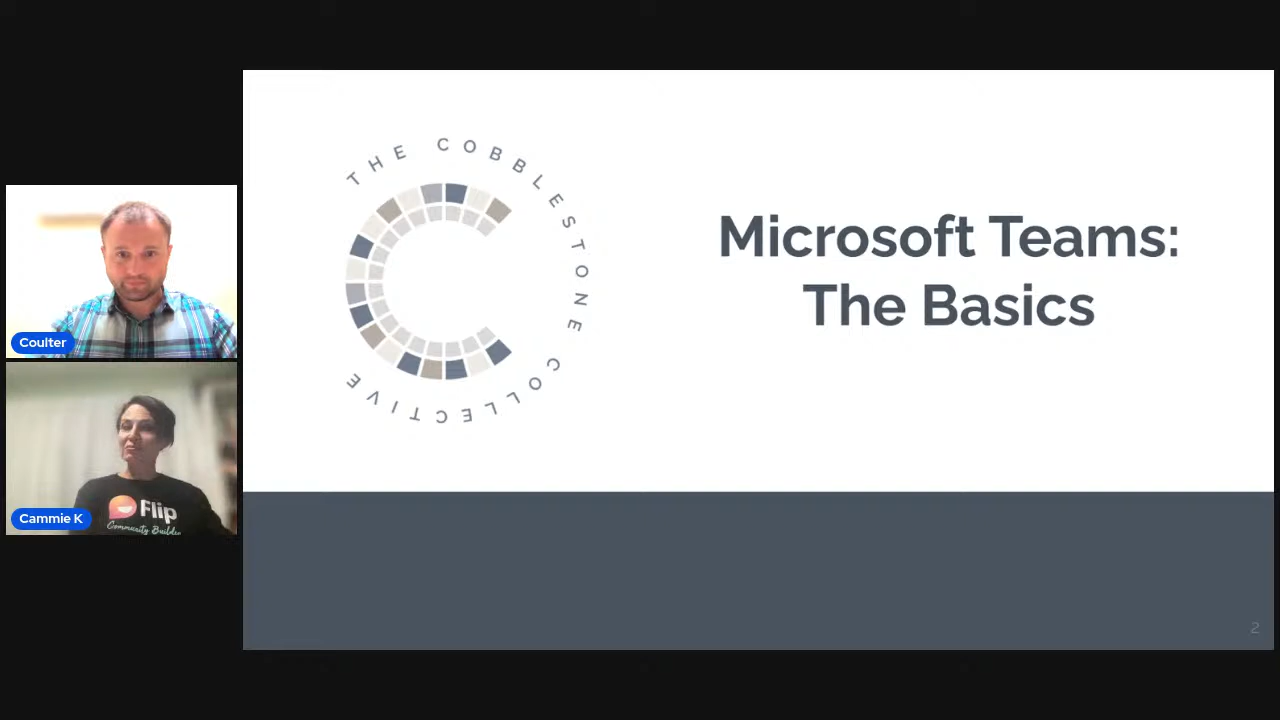 Coulter
Flip
Community Builder
Cammie K
THE COBBLESTONE COLLECTIVE
Microsoft Teams:
The Basics
2